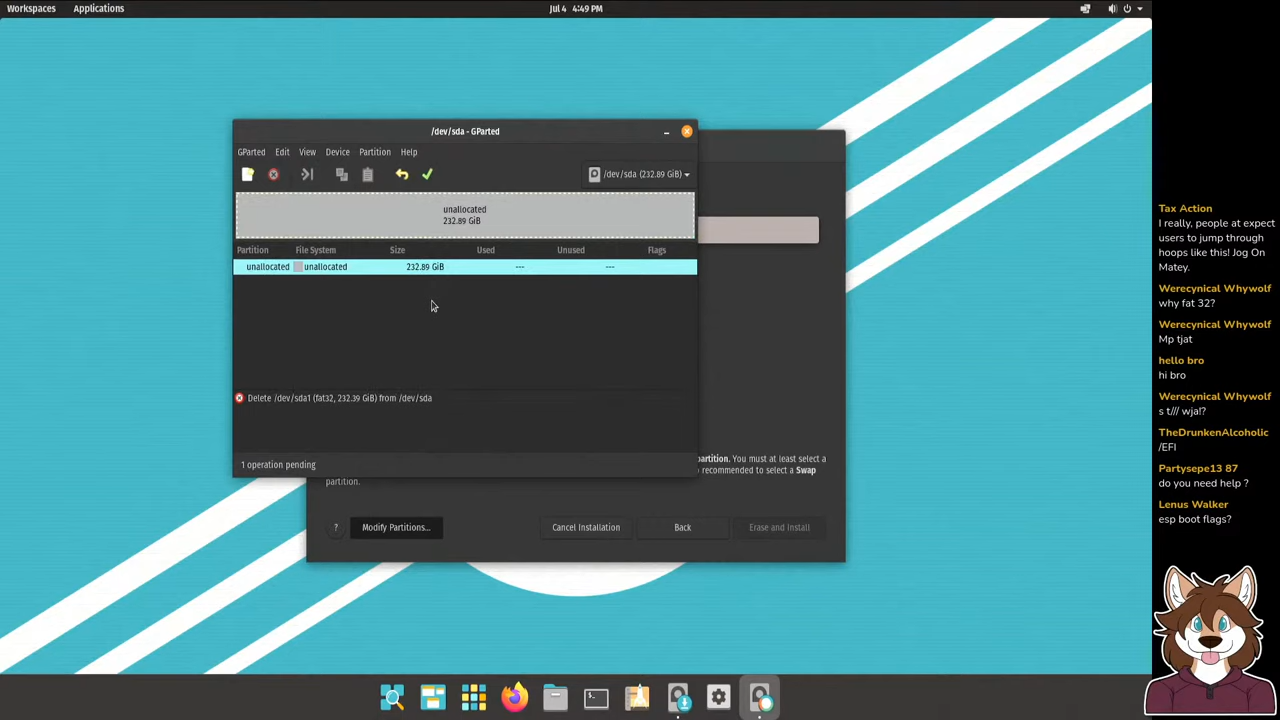 Workspaces Applications Jul 4 4:49 PM
/dev/sda - GParted
GParted Edit View Device Partition Help
/dev/sda (232.89 GiB)
unallocated
232.89 GiB
Partition File System Size Used Unused Flags
unallocated unallocated 232.89 GiB --- ---
Delete /dev/sda1 (fat32, 232.39 GiB) from /dev/sda
1 operation pending
partition. You must at least select a
recommended to select a Swap
partition.
? Modify Partitions... Cancel Installation Back Erase and Install
Tax Action
I really, people at expect
users to jump through
hoops like this! Jog On
Matey.
Werecynical Whywolf
why fat 32?
Werecynical Whywolf
Mp tjat
hello bro
hi bro
Werecynical Whywolf
s t/// wja!?
TheDrunkenAlcoholic
/EFI
Partysepe13 87
do you need help ?
Lenus Walker
esp boot flags?